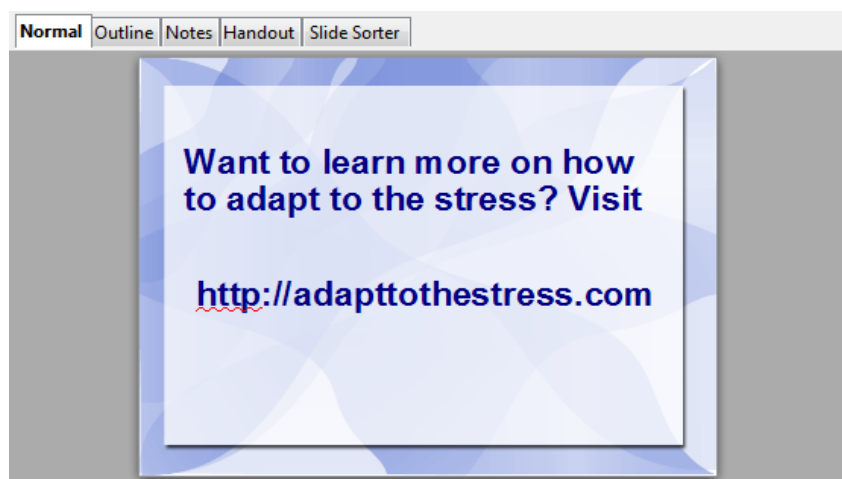 Normal Outline Notes Handout Slide Sorter
Want to learn more on how
to adapt to the stress? Visit
http://adapttothestress.com